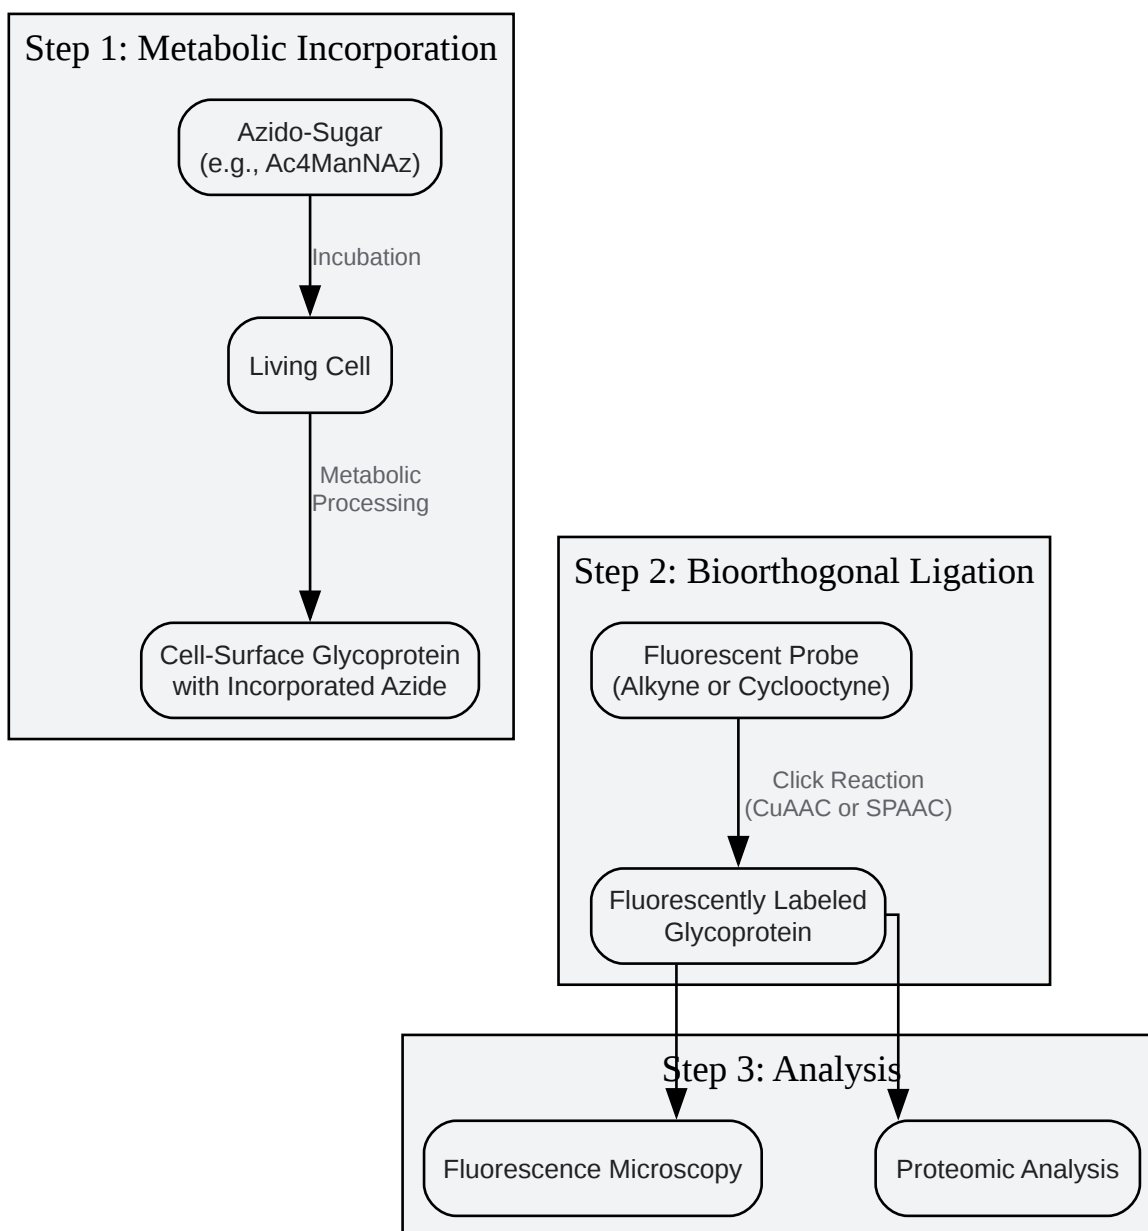 Step 1: Metabolic Incorporation
Azido-Sugar
(e.g., Ac4ManNAz)
Incubation
Living Cell
Metabolic
Processing
Cell-Surface Glycoprotein
with Incorporated Azide
Step 2: Bioorthogonal Ligation
Fluorescent Probe
(Alkyne or Cyclooctyne)
Click Reaction
(CuAAC or SPAAC)
Fluorescently Labeled
Glycoprotein
Step 3: Analysis
Fluorescence Microscopy
Proteomic Analysis